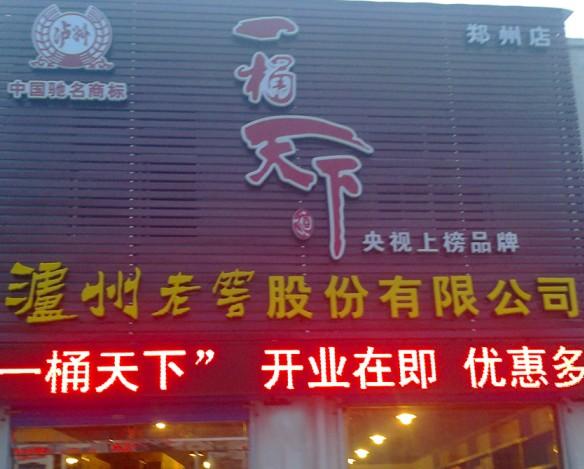 泸州
中国驰名商标
一桶天下
郑州店
央视上榜品牌
泸州老窖股份有限公司
一桶天下” 开业在即 优惠多